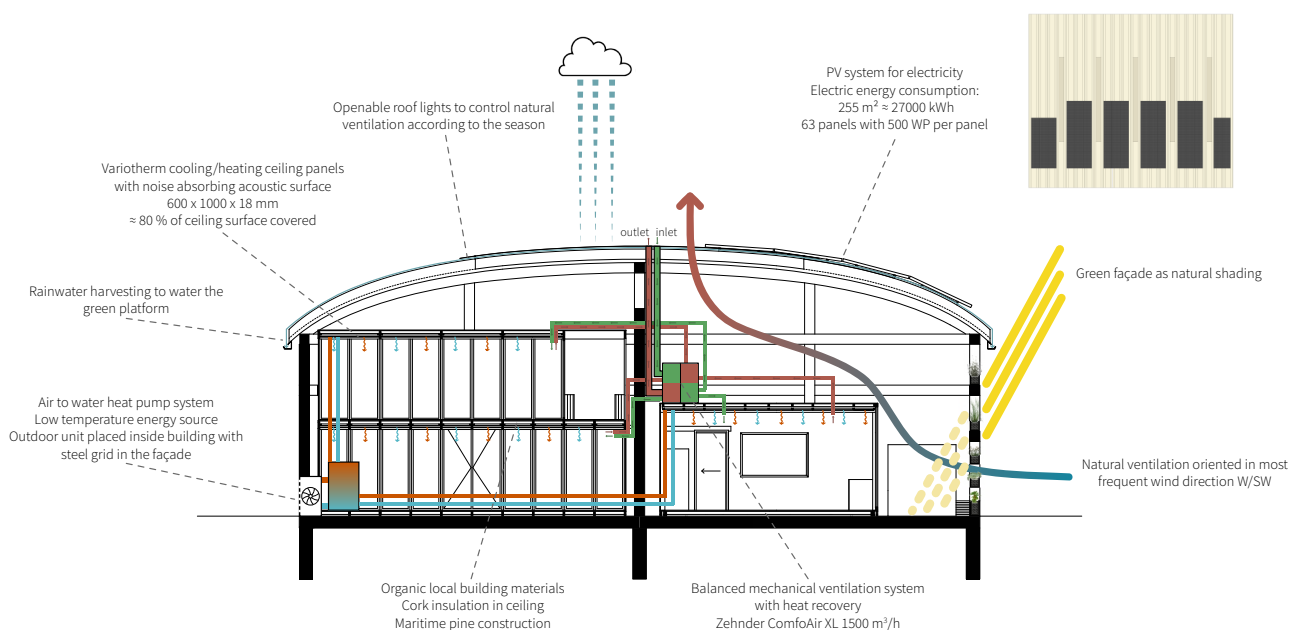 PV system for electricity
Electric energy consumption:
255 m² ≈ 27000 kWh
63 panels with 500 WP per panel
Openable roof lights to control natural
ventilation according to the season
Variotherm cooling/heating ceiling panels
with noise absorbing acoustic surface
600 x 1000 x 18 mm
≈ 80 % of ceiling surface covered
outlet inlet
Green façade as natural shading
Rainwater harvesting to water the
green platform
Air to water heat pump system
Low temperature energy source
Outdoor unit placed inside building with
steel grid in the façade
Natural ventilation oriented in most
frequent wind direction W/SW
Organic local building materials
Cork insulation in ceiling
Maritime pine construction
Balanced mechanical ventilation system
with heat recovery
Zehnder ComfoAir XL 1500 m³/h